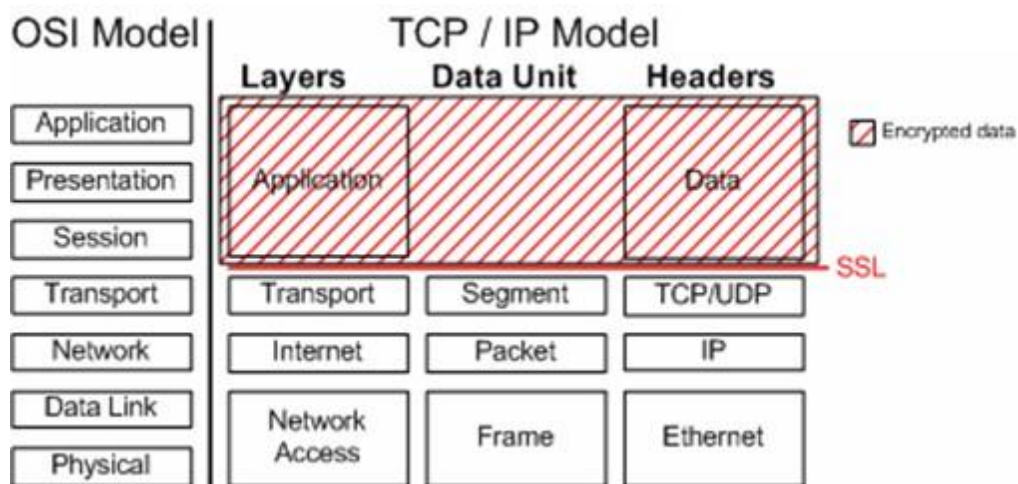 OSI Model
TCP / IP Model
Layers Data Unit Headers
Application
Presentation
Session
Transport
Network
Data Link
Physical
Application
Data
Encrypted data
SSL
Transport Segment TCP/UDP
Internet Packet IP
Network
Access
Frame
Ethernet